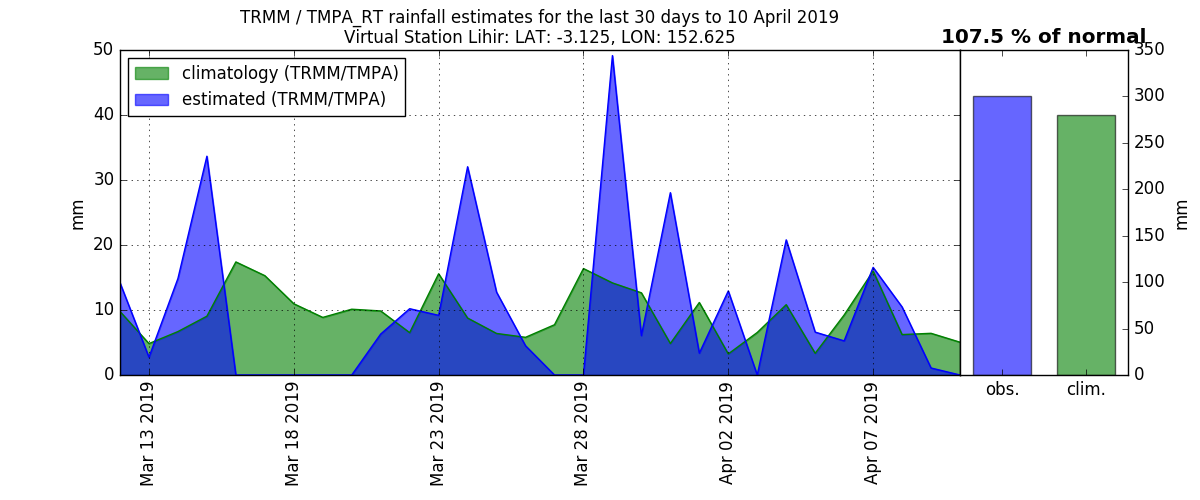 TRMM / TMPA_RT rainfall estimates for the last 30 days to 10 April 2019
Virtual Station Lihir: LAT: -3.125, LON: 152.625
107.5 % of normal
climatology (TRMM/TMPA)
estimated (TRMM/TMPA)
50
40
30
20
10
0
mm
Mar 13 2019
Mar 18 2019
Mar 23 2019
Mar 28 2019
Apr 02 2019
Apr 07 2019
obs.
clim.
350
300
250
200
150
100
50
0
mm